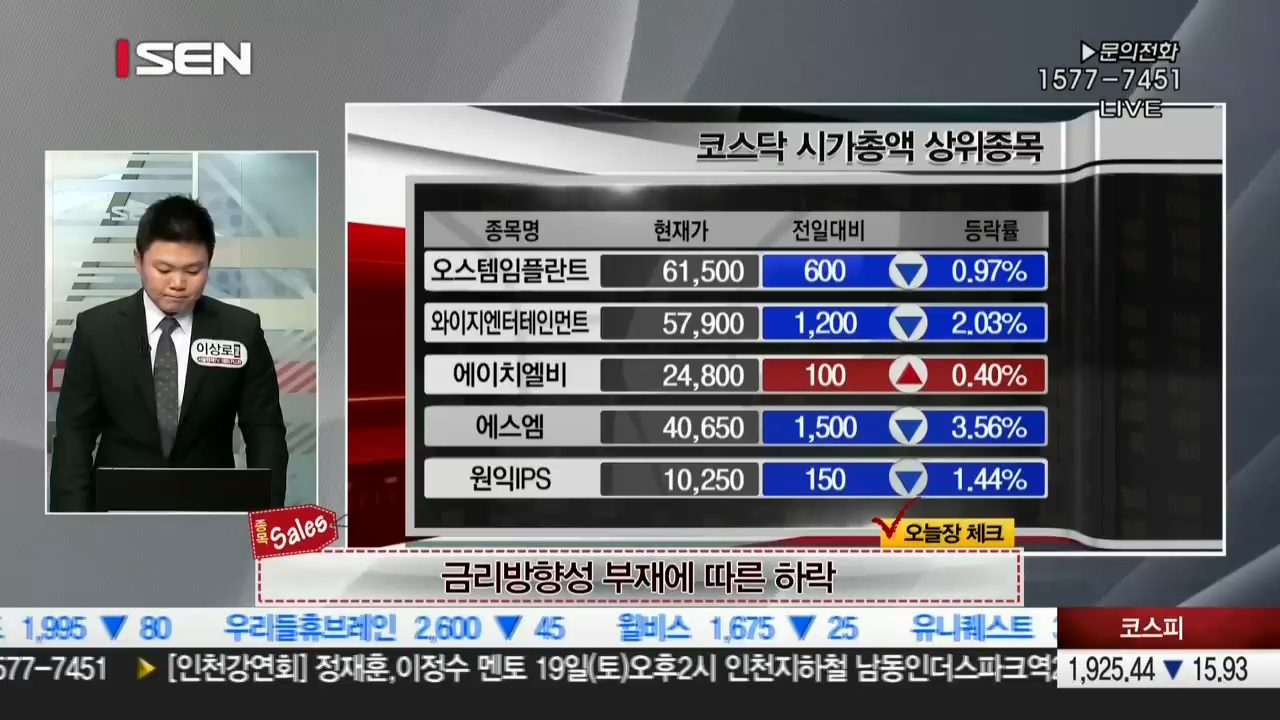 SEN
▶문의전화
1577-7451
LIVE
코스닥 시가총액 상위종목
종목명 현재가 전일대비 등락률
오스템임플란트 61,500 600 ▼ 0.97%
와이지엔터테인먼트 57,900 1,200 ▼ 2.03%
에이치엘비 24,800 100 ▲ 0.40%
에스엠 40,650 1,500 ▼ 3.56%
원익IPS 10,250 150 ▼ 1.44%
이상로
종목 Sales
오늘장 체크
금리방향성 부재에 따른 하락
1,995 ▼ 80 우리들휴브레인 2,600 ▼ 45 윌비스 1,675 ▼ 25 유니퀘스트
코스피
577-7451 ▶ [인천강연회] 정재훈,이정수 멘토 19일(토)오후2시 인천지하철 남동인더스파크역
1,925.44 ▼ 15.93